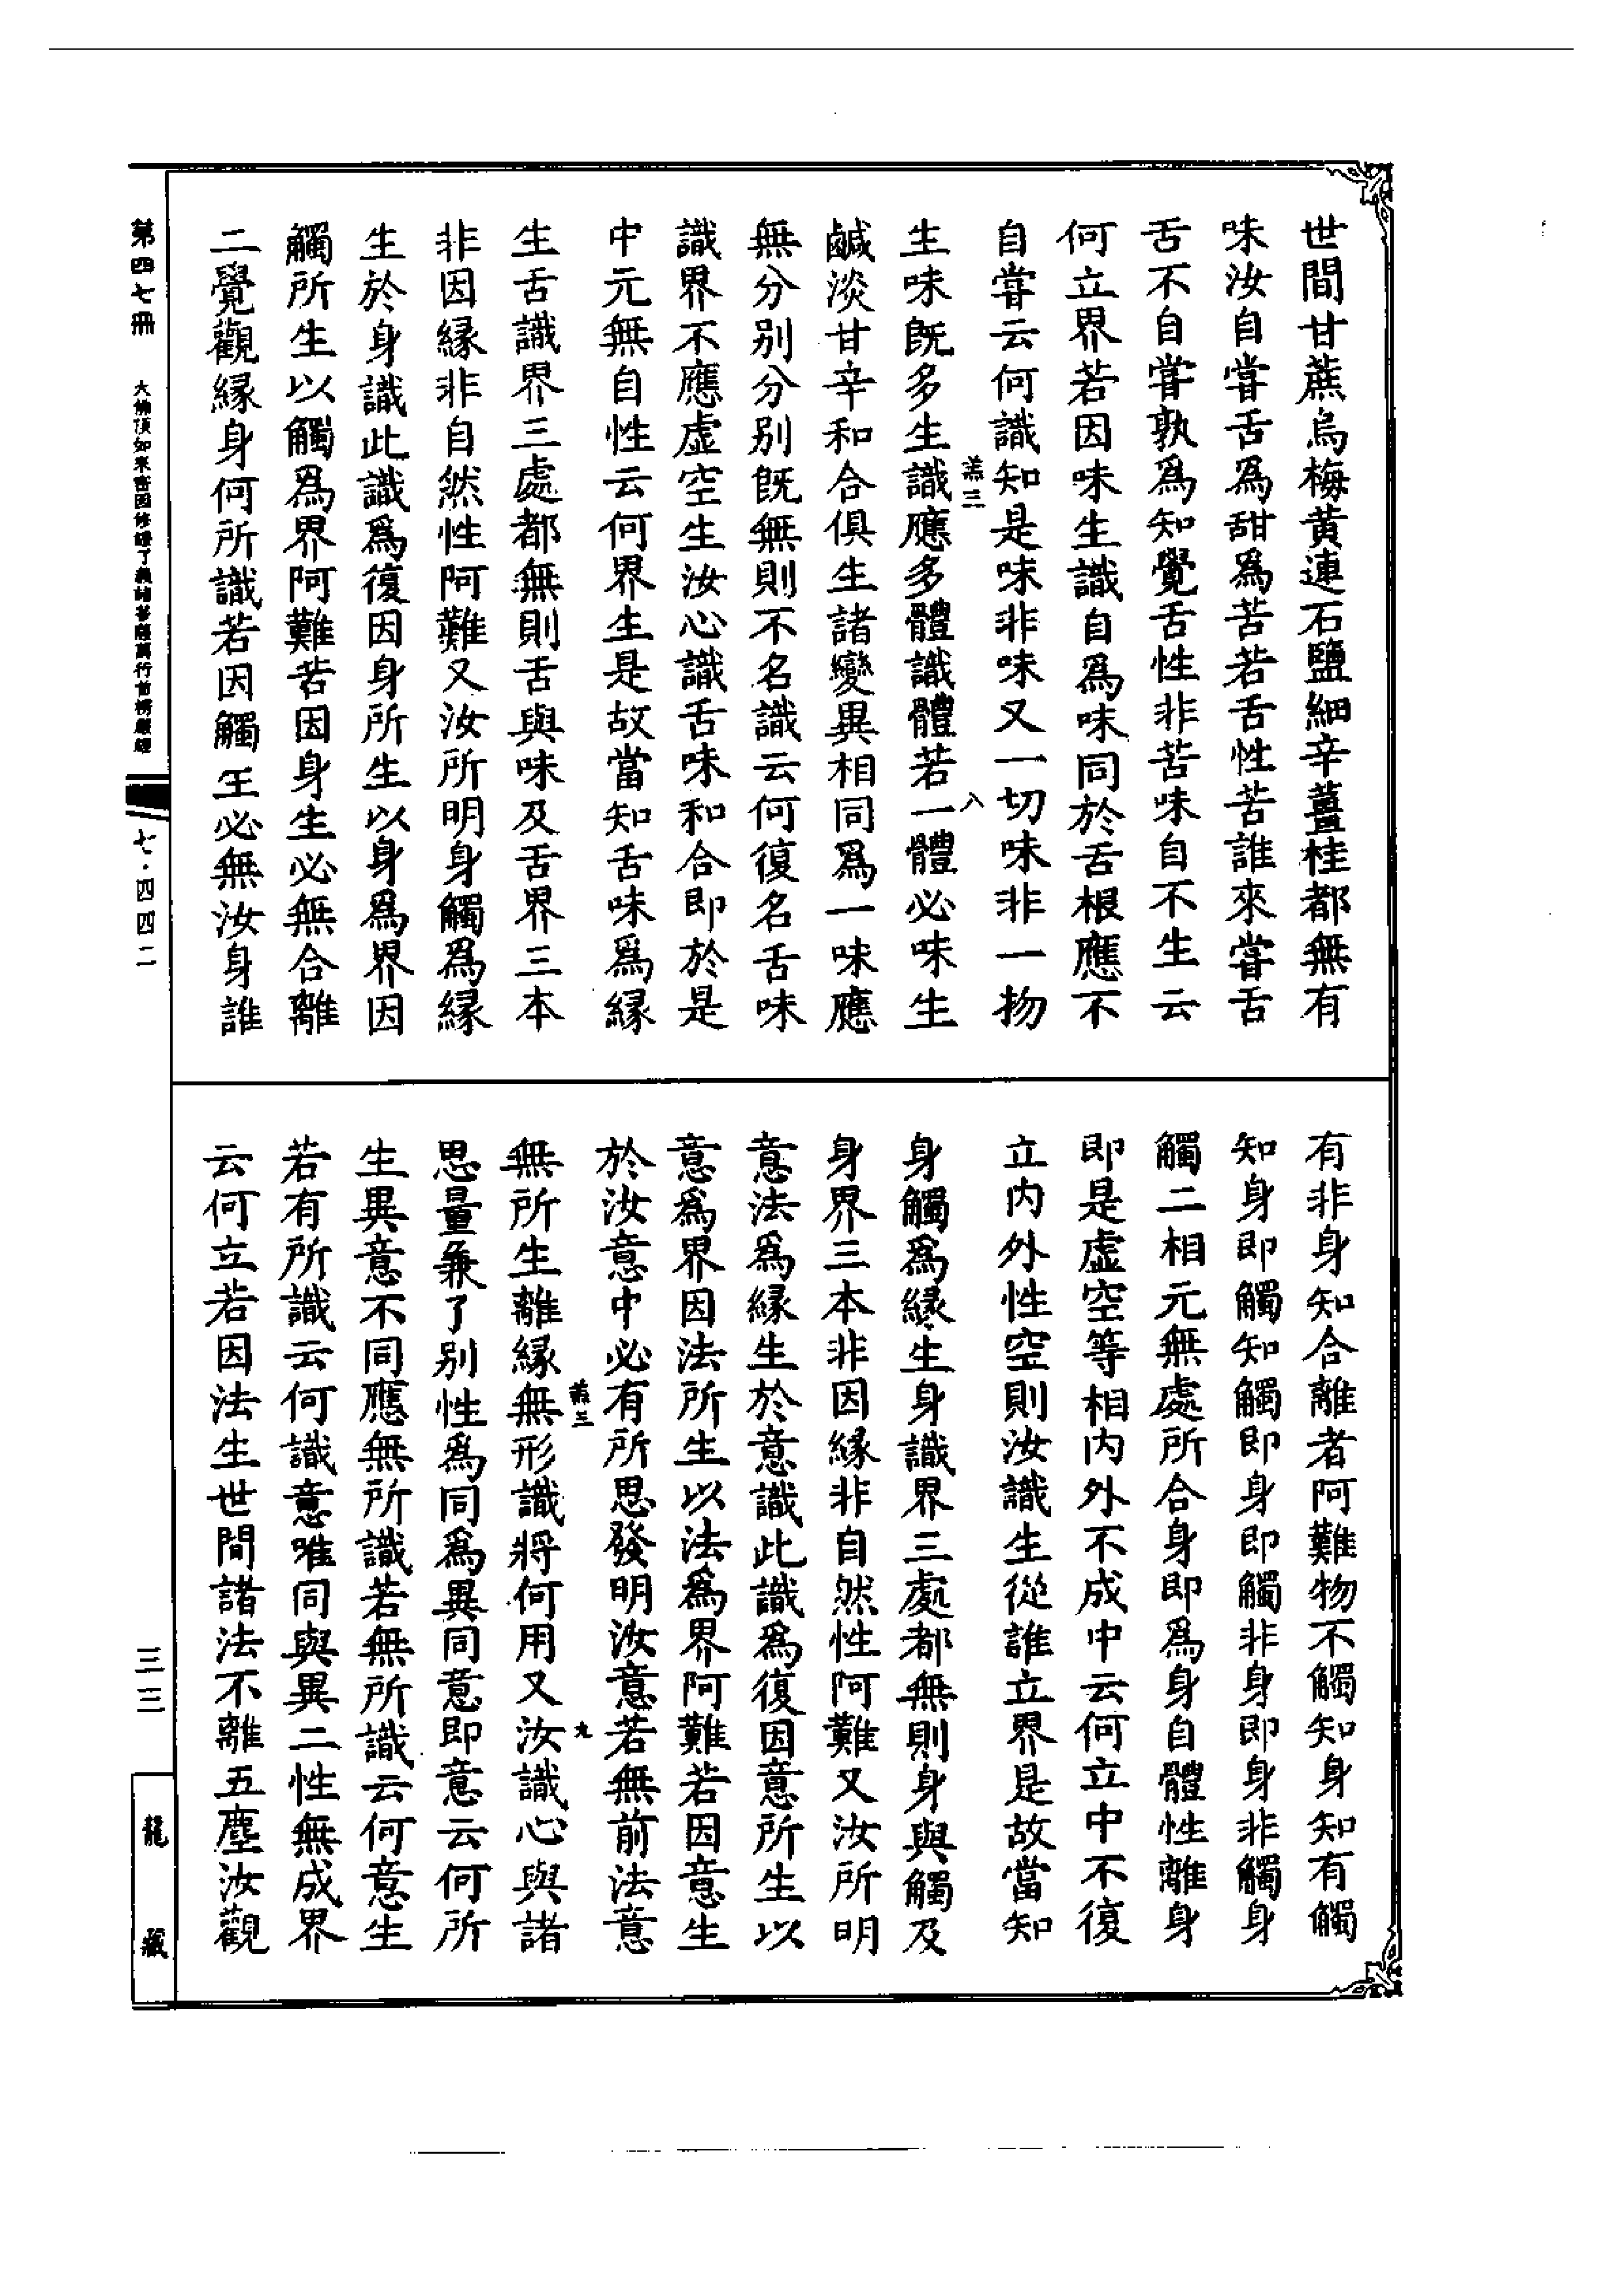 世間甘蔗烏梅黃連石鹽細辛薑桂都無有
味汝自嘗舌爲甜爲苦若舌性苦誰來嘗舌
舌不自嘗孰爲知覺舌性非苦味自不生云
何立界若因味生識自爲味同於舌根應不
自嘗云何識知是味非味又一切味非一物
羔三
八
生味既多生識應多體識體若一體必味生
鹹淡甘辛和合俱生諸變異相同爲一味應
無分別分別既無則不名識云何復名舌味
識界不應虛空生汝心識舌味和合即於是
中元無自性云何界生是故當知舌味爲緣
生舌識界三處都無則舌與味及舌界三本
非因緣非自然性阿難又汝所明身觸爲緣
生於身識此識爲復因身所生以身爲界因
觸所生以觸爲界阿難若因身生必無合離
二覺觀緣身何所識若因觸生必無汝身誰
有非身知合離者阿難物不觸知身知有觸
知身即觸知觸即身即觸非身即身非觸身
觸二相元無處所合身即爲身自體性離身
即是虛空等相內外不成中云何立中不復
立內外性空則汝識生從誰立界是故當知
身觸爲緣生身識界三處都無則身與觸及
身界三本非因緣非自然性阿難又汝所明
意法爲緣生於意識此識爲復因意所生以
意爲界因法所生以法爲界阿難若因意生
於汝意中必有所思發明汝意若無前法意
羔三
九
無所生離緣無形識將何用又汝識心與諸
思量兼了別性爲同爲異同意即意云何所
生異意不同應無所識若無所識云何意生
若有所識云何識意唯同與異二性無成界
云何立若因法生世間諸法不離五塵汝觀
第四七冊
大佛頂如來密因修證了義諸菩薩萬行首楞嚴經
七·四四二
三三
龍藏